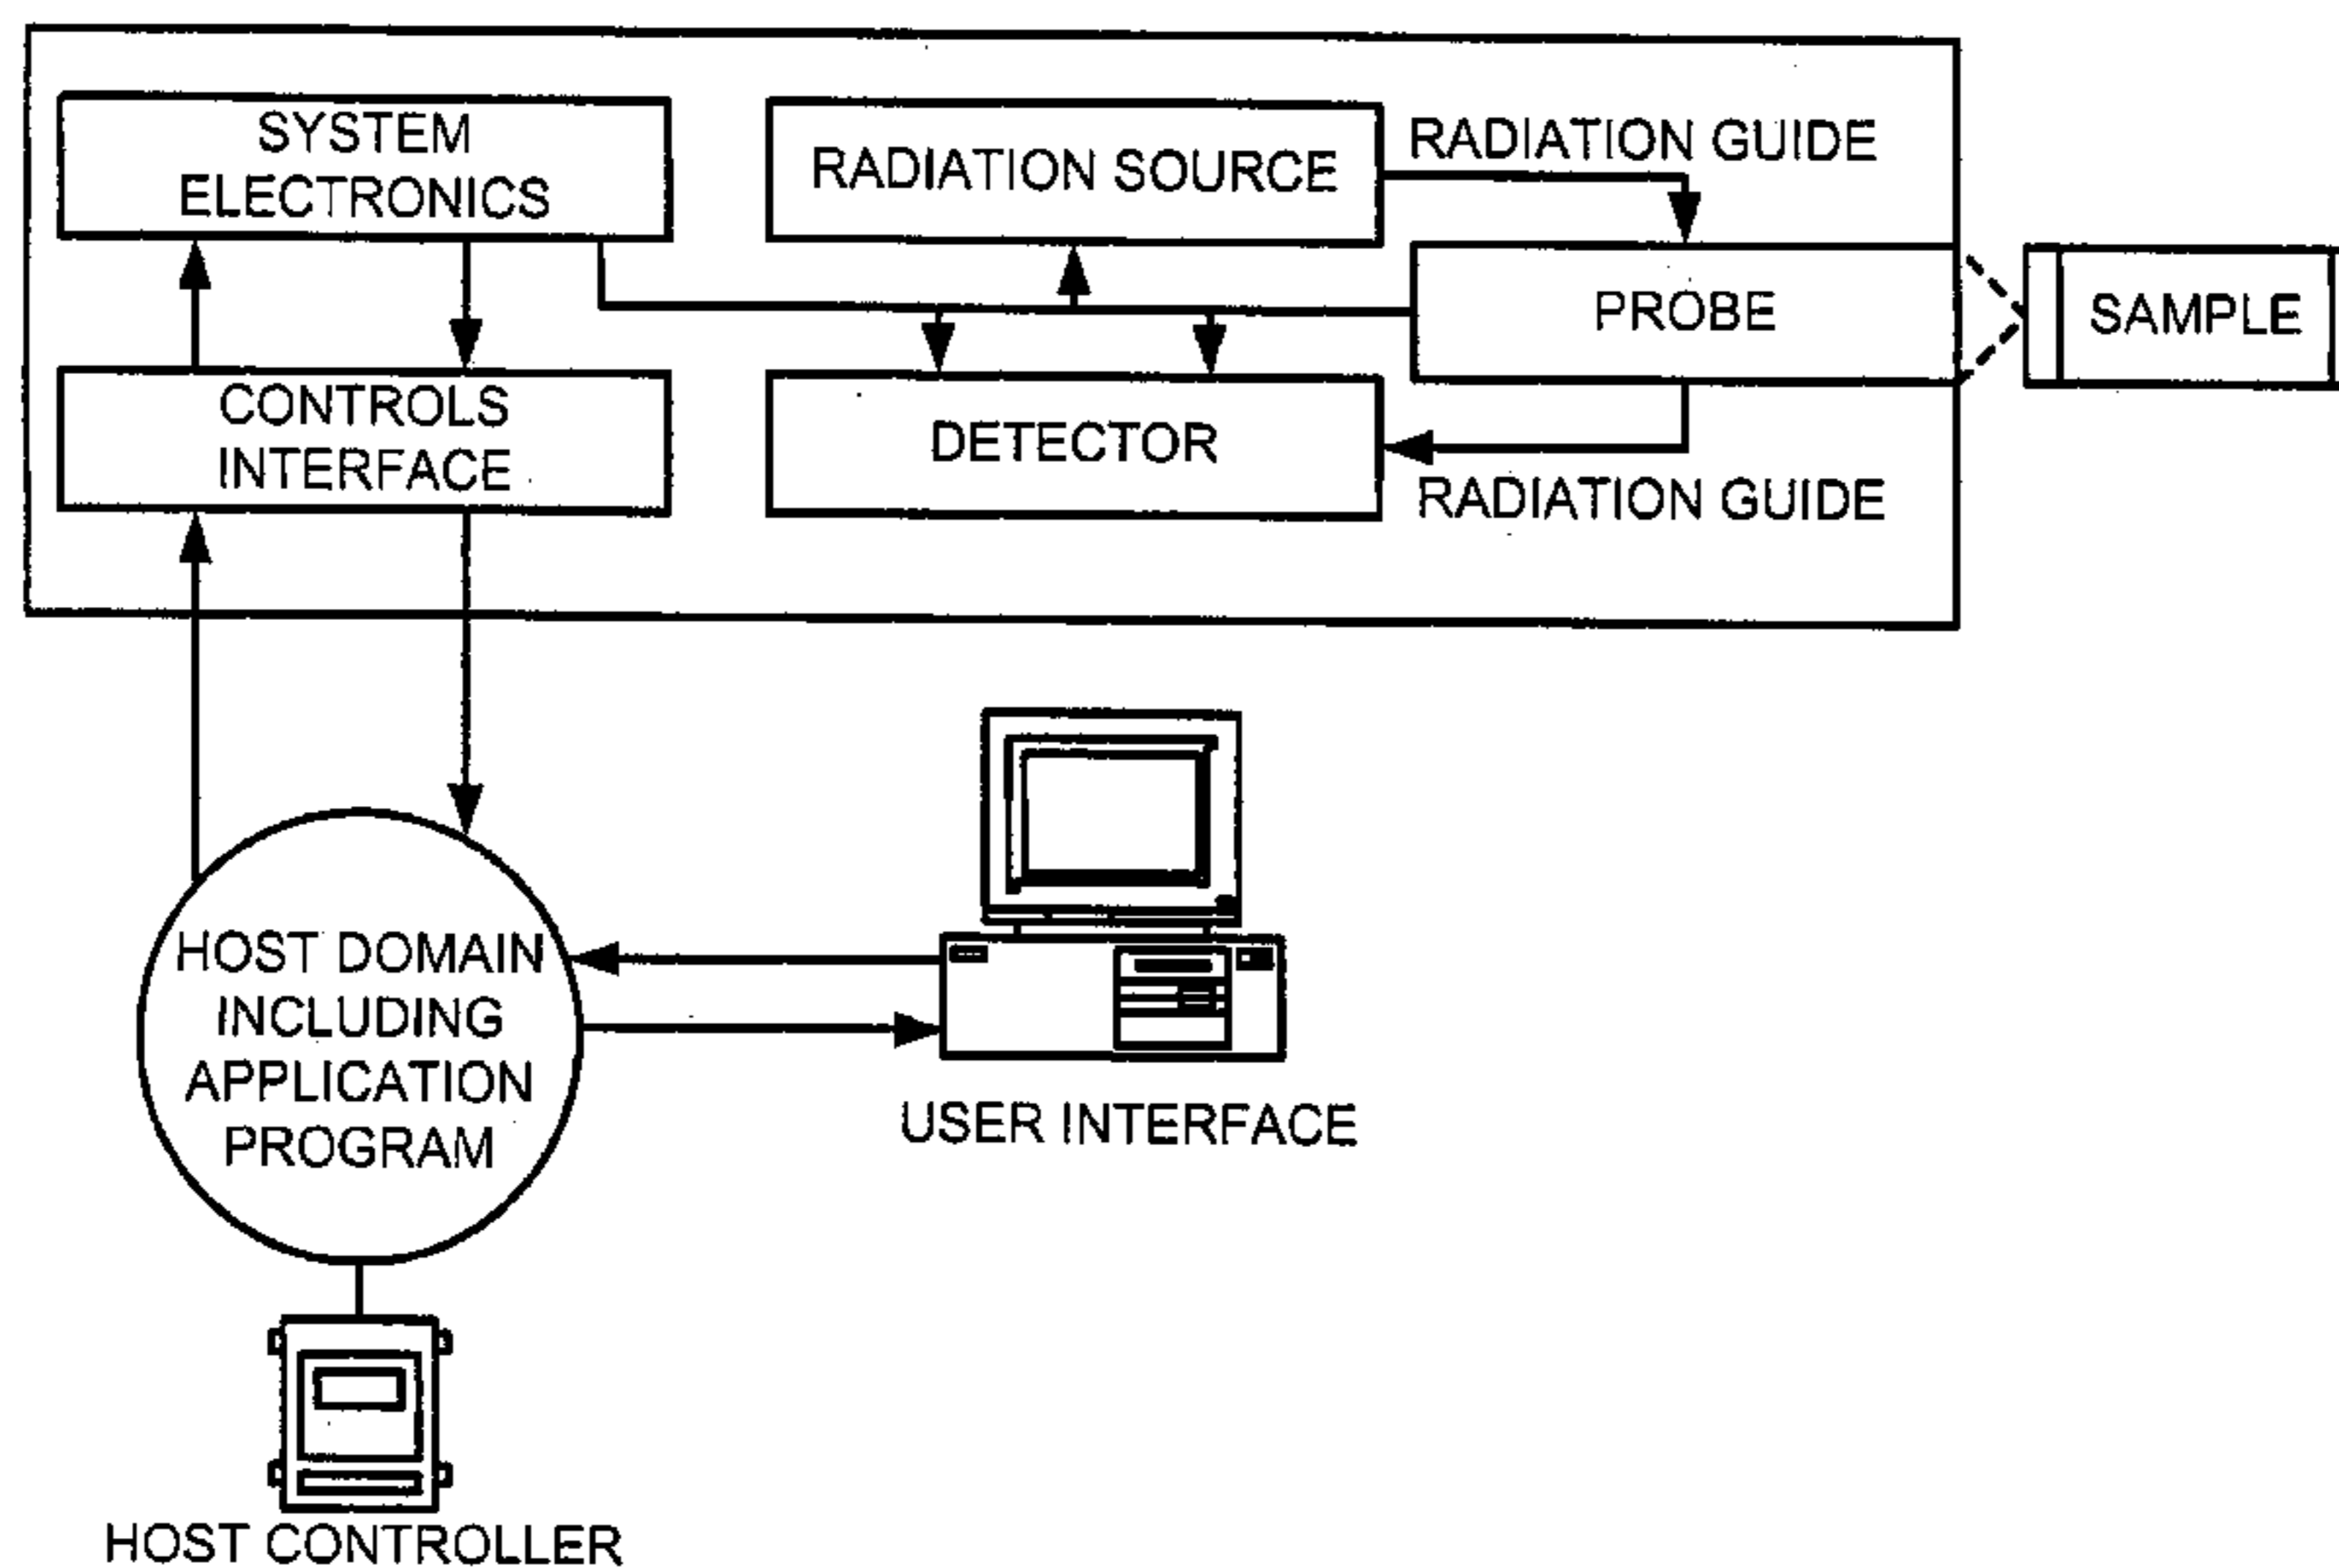 SYSTEM
ELECTRONICS
RADIATION SOURCE
RADIATION GUIDE
PROBE
SAMPLE
CONTROLS
INTERFACE
DETECTOR
RADIATION GUIDE
HOST DOMAIN
INCLUDING
APPLICATION
PROGRAM
USER INTERFACE
HOST CONTROLLER